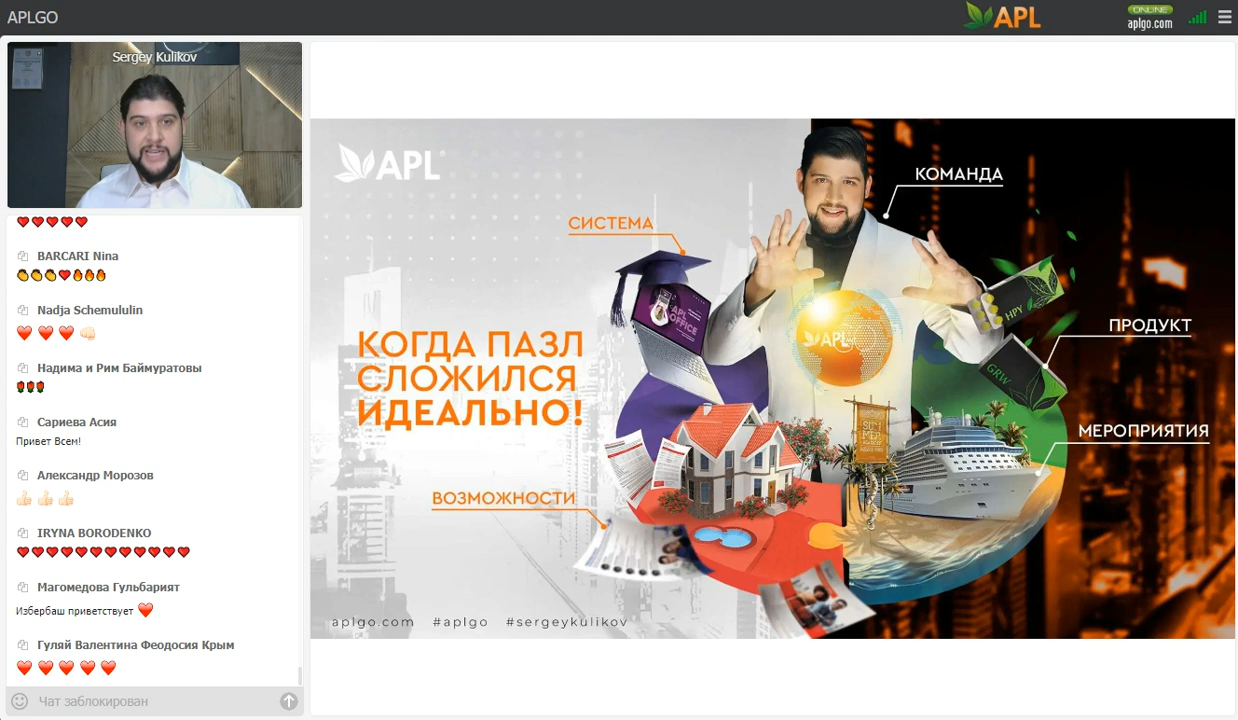 APLGO
APL
ONLINE
aplgo.com
Sergey Kulikov
BARCARI Nina
Nadja Schemululin
Надима и Рим Баймуратовы
Сариева Асия
Привет Всем!
Александр Морозов
IRYNA BORODENKO
Магомедова Гульбарият
Избербаш приветствует
Гуляй Валентина Феодосия Крым
Чат заблокирован
APL
КОМАНДА
СИСТЕМА
APL
OFFICE
HPY
ПРОДУКТ
GRW
APL
КОГДА ПАЗЛ
СЛОЖИЛСЯ
ИДЕАЛЬНО!
SUM
MER
МЕРОПРИЯТИЯ
ВОЗМОЖНОСТИ
aplgo.com #aplgo #sergeykulikov